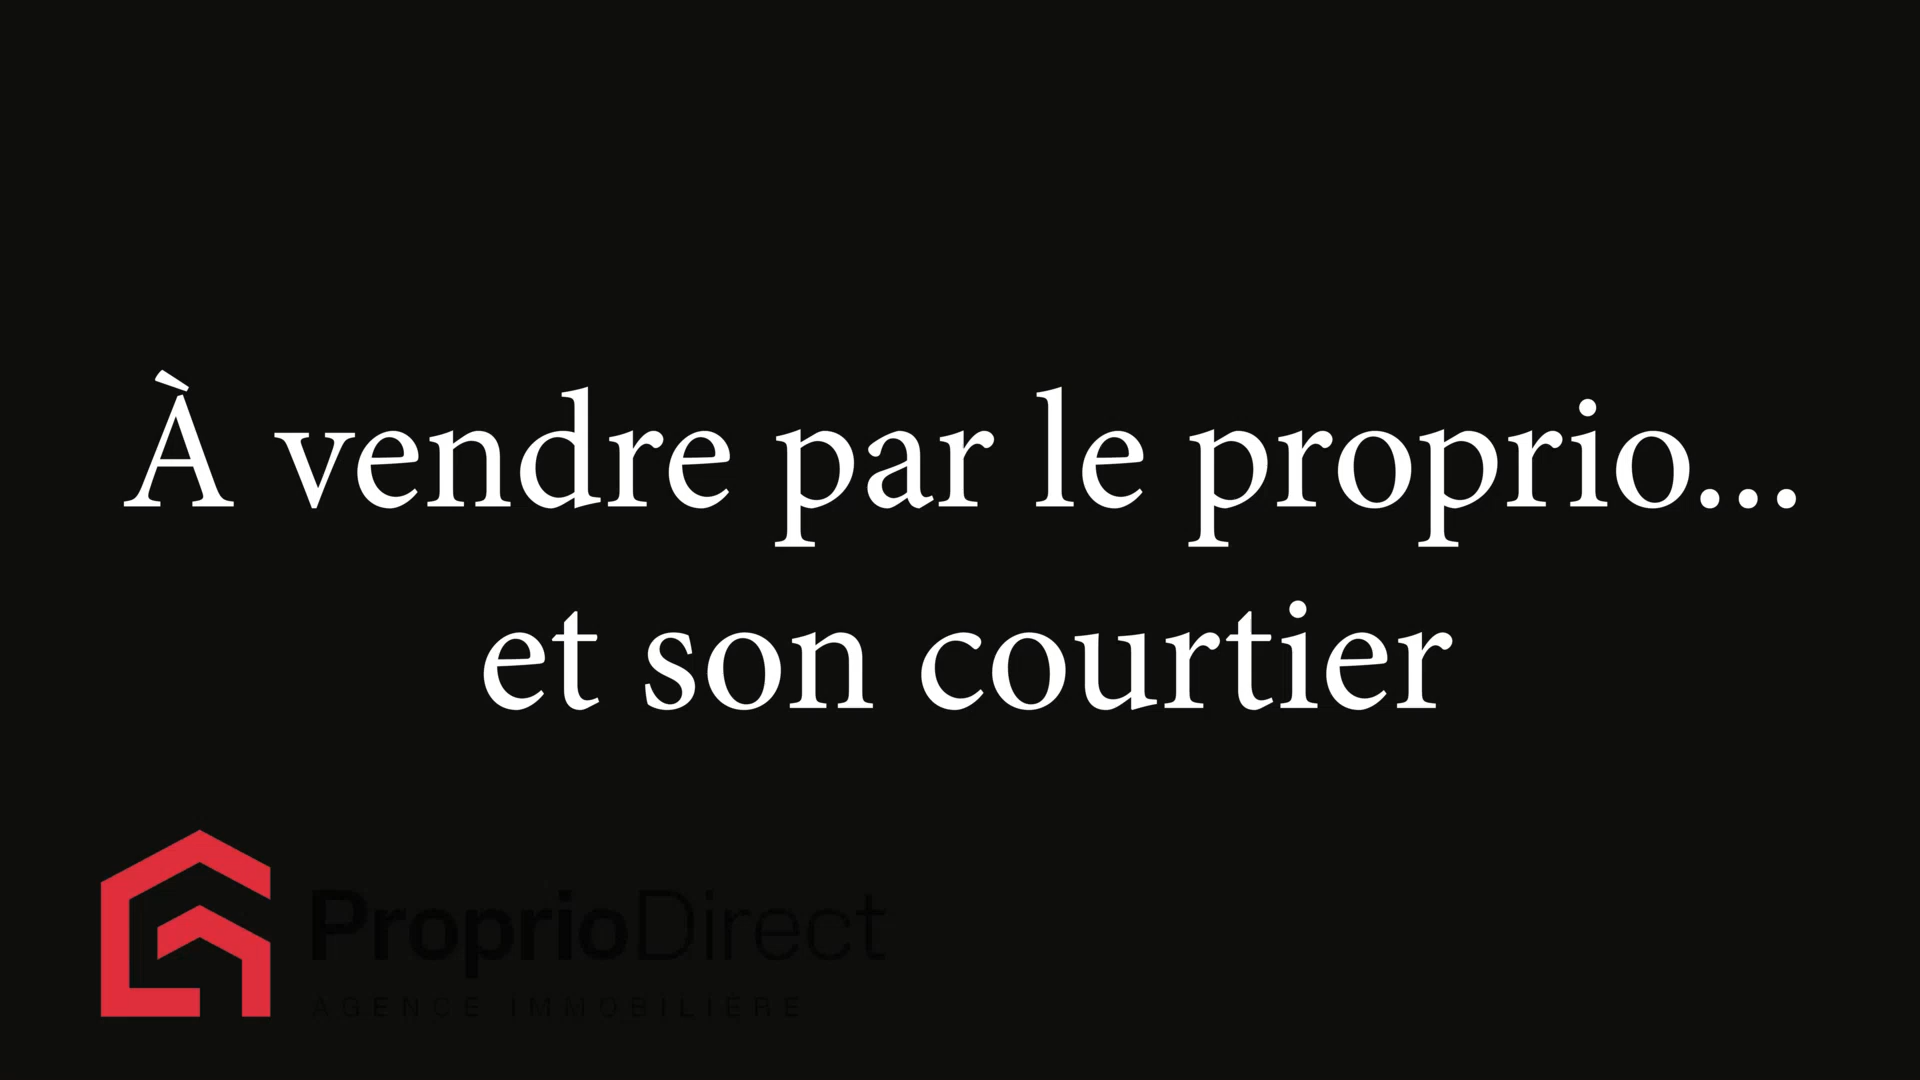 À vendre par le proprio...
et son courtier
ProprioDirect
AGENCE IMMOBILIÈRE